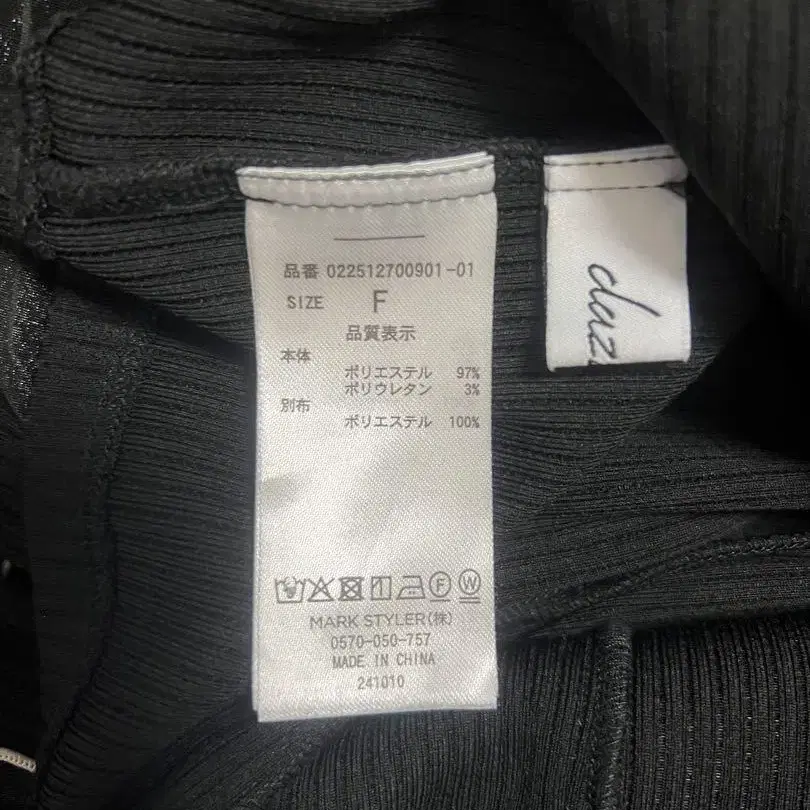 品番 022512700901-01
SIZE F
品質表示
本体
ポリエステル 97%
ポリウレタン 3%
別布
ポリエステル 100%
F W
MARK STYLER(株)
0570-050-757
MADE IN CHINA
241010
daz